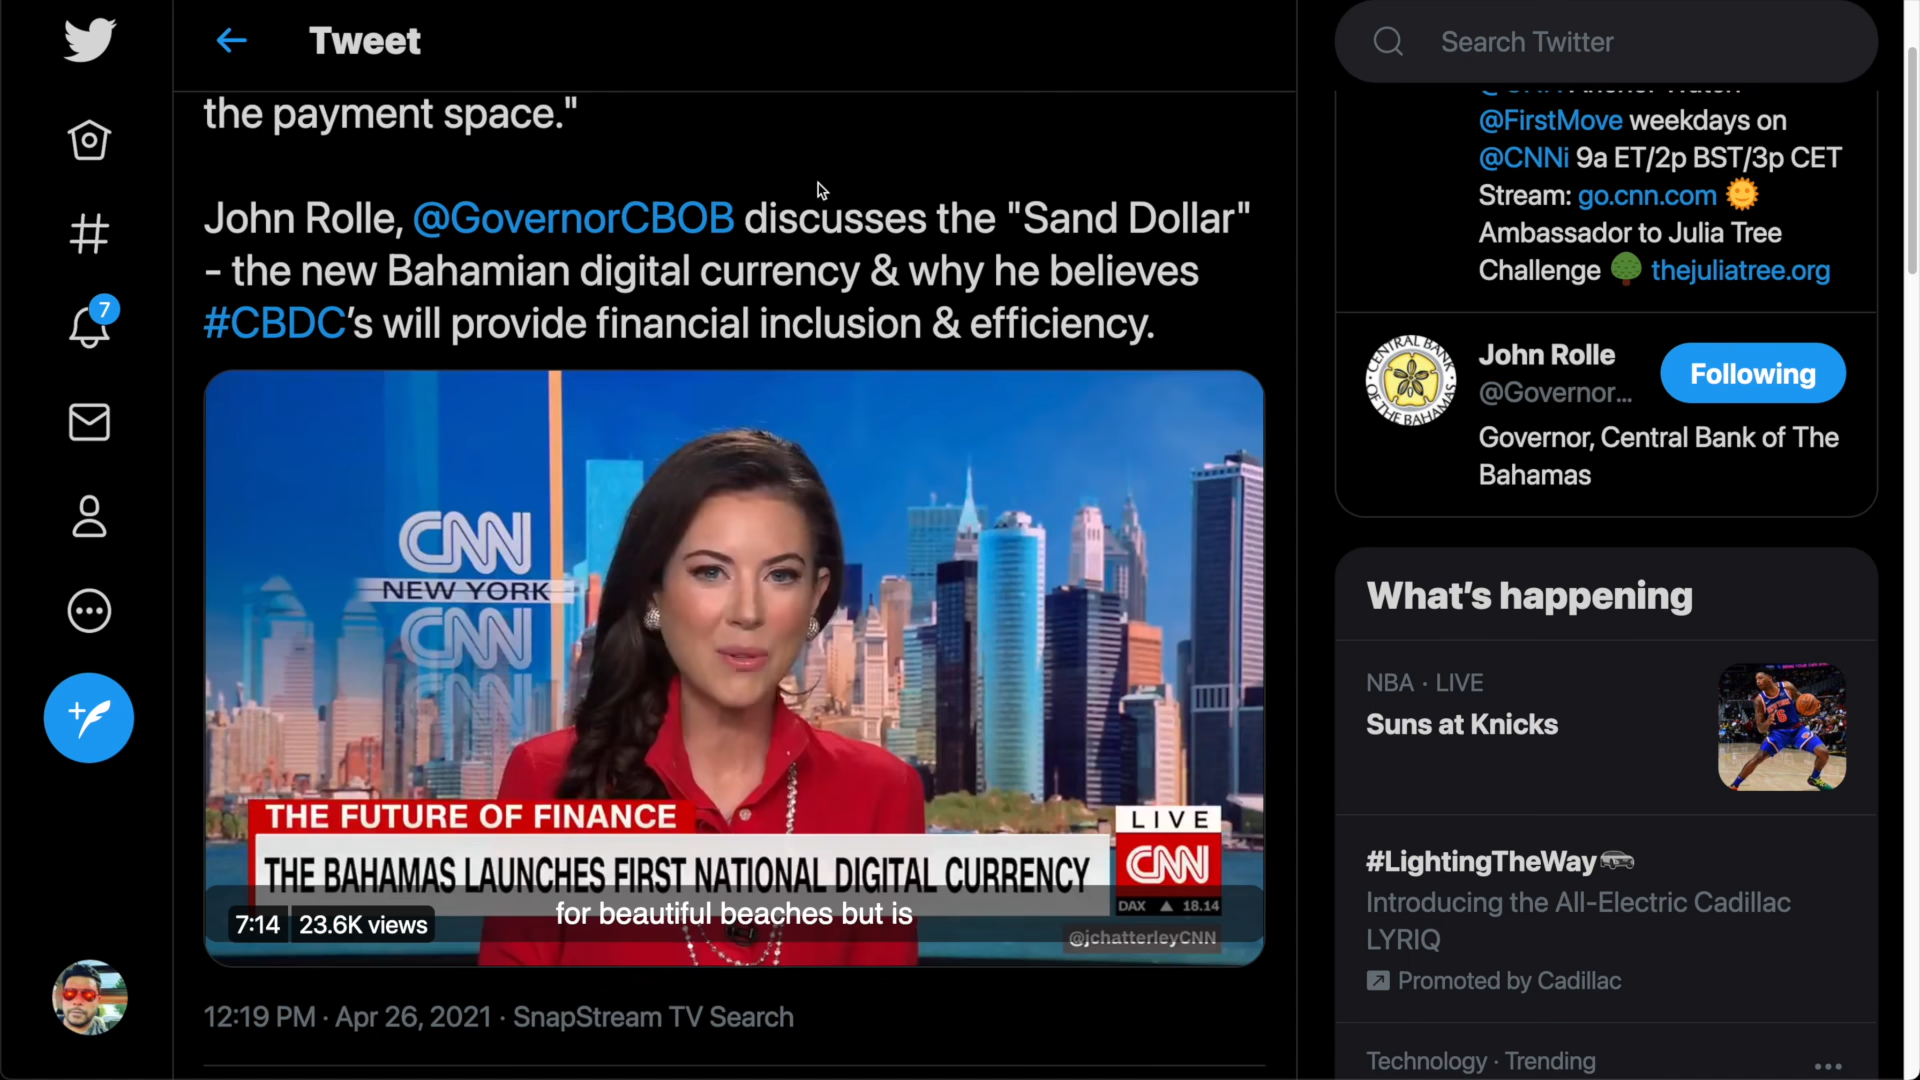 Tweet
the payment space."
John Rolle, @GovernorCBOB discusses the "Sand Dollar"
- the new Bahamian digital currency & why he believes
#CBDC's will provide financial inclusion & efficiency.
CNN
NEW YORK
CNN
CNN
THE FUTURE OF FINANCE
THE BAHAMAS LAUNCHES FIRST NATIONAL DIGITAL CURRENCY
LIVE
CNN
DAX ▲ 18.14
for beautiful beaches but is
7:14
23.6K views
@jchatterleyCNN
12:19 PM · Apr 26, 2021 · SnapStream TV Search
7
Search Twitter
@FirstMove weekdays on
@CNNi 9a ET/2p BST/3p CET
Stream: go.cnn.com 🌞
Ambassador to Julia Tree
Challenge 🌳 thejuliatree.org
CENTRAL BANK
OF THE BAHAMAS
John Rolle
@Governor...
Following
Governor, Central Bank of The
Bahamas
What's happening
NBA · LIVE
Suns at Knicks
#LightingTheWay
Introducing the All-Electric Cadillac
LYRIQ
Promoted by Cadillac
Technology · Trending